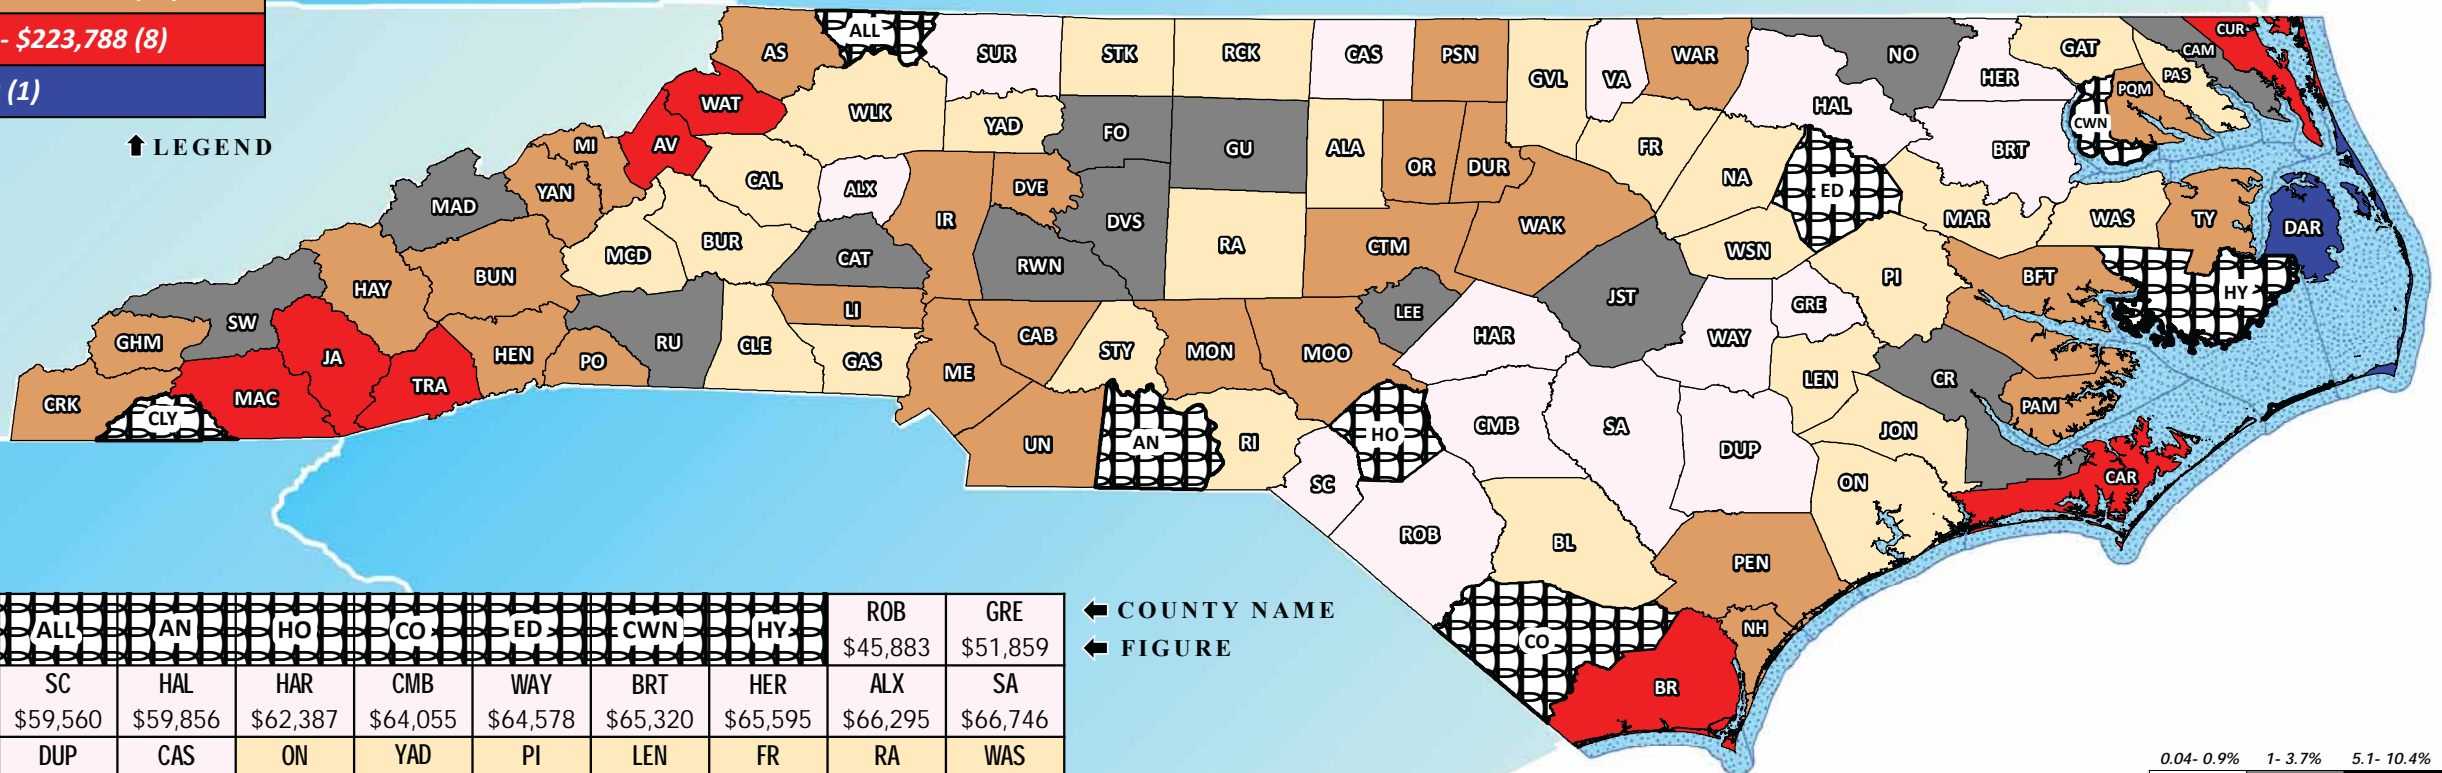 - $223,788 (8)
(1)
LEGEND
AS
ALL
SUR
STK
RCK
CAS
PSN
GVL
VA
WAR
NO
HER
GAT
CAM
CUR
PAS
PQM
CWN
HAL
BRT
WAT
WLK
YAD
FO
GU
ALA
OR
DUR
FR
NA
ED
MAR
WAS
TY
DAR
MI
AV
CAL
ALX
IR
DVE
DVS
RA
CTM
WAK
WSN
PI
BFT
HY
MAD
YAN
MCD
BUR
CAT
RWN
LEE
JST
GRE
WAY
HAY
BUN
SW
GHM
JA
TRA
HEN
PO
RU
CLE
LI
GAS
ME
CAB
STY
MON
MOO
HAR
LEN
CR
PAM
CRK
CLY
MAC
UN
AN
RI
HO
CMB
SA
DUP
JON
ON
CAR
SC
ROB
BL
PEN
NH
CO
BR
ALL AN HO CO ED CWN HY ROB GRE
$45,883 $51,859
COUNTY NAME
FIGURE
SC HAL HAR CMB WAY BRT HER ALX SA
$59,560 $59,856 $62,387 $64,055 $64,578 $65,320 $65,595 $66,295 $66,746
DUP CAS ON YAD PI LEN FR RA WAS
0.04- 0.9% 1- 3.7% 5.1- 10.4%